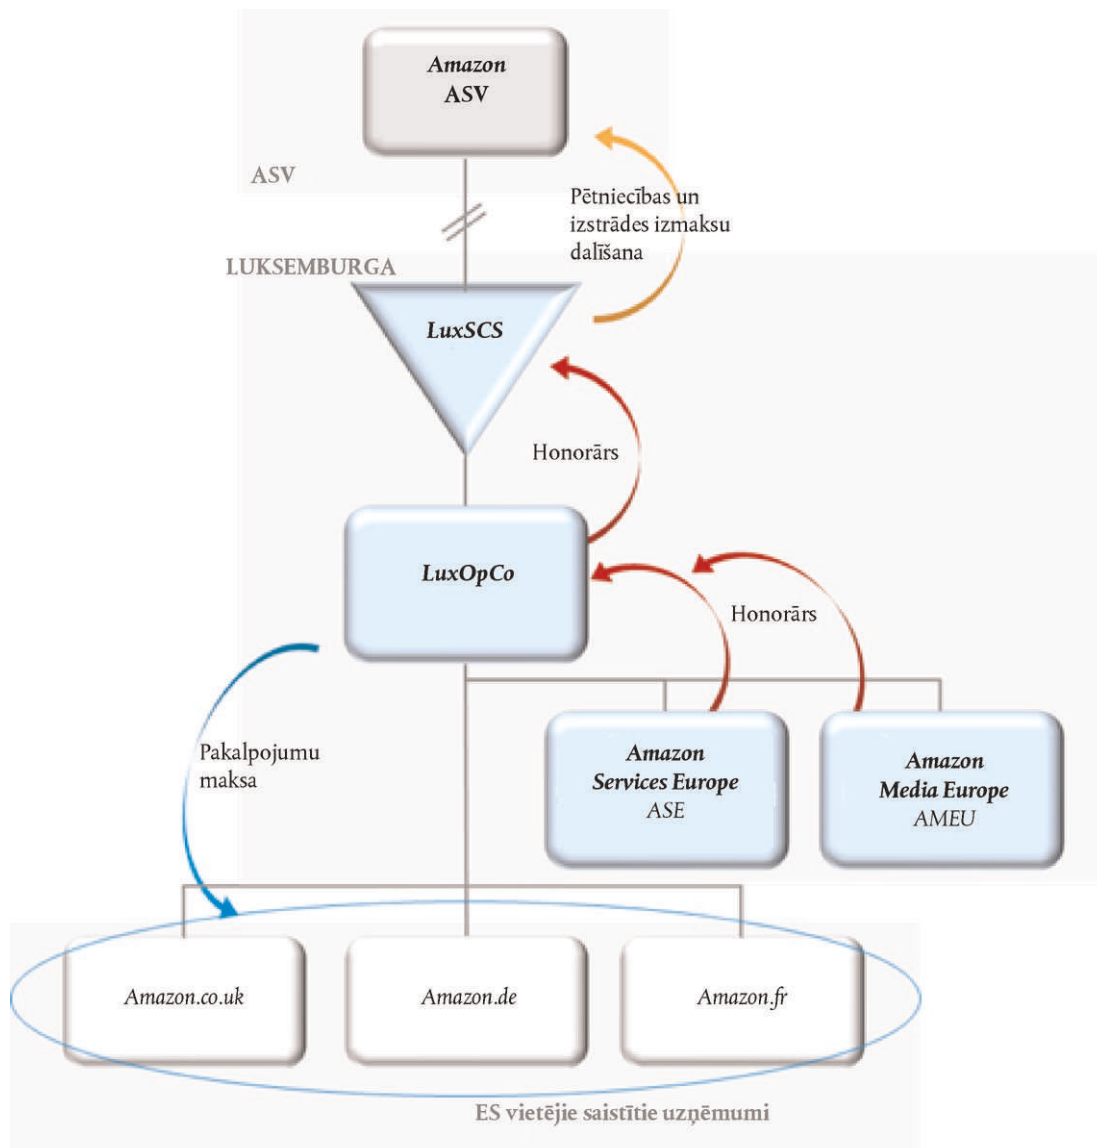 Amazon
ASV
ASV
Pētniecības un
izstrādes izmaksu
dalīšana
LUKSEMBURGA
LuxSCS
Honorārs
LuxOpCo
Honorārs
Pakalpojumu
maksa
Amazon
Services Europe
ASE
Amazon
Media Europe
AMEU
Amazon.co.uk
Amazon.de
Amazon.fr
ES vietējie saistītie uzņēmumi